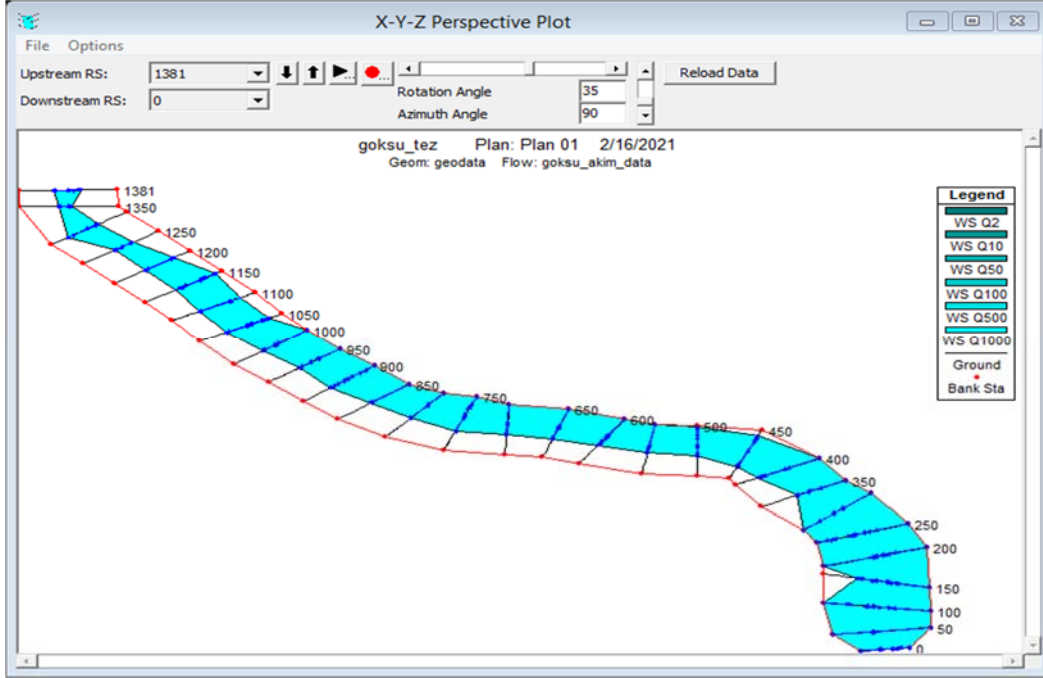 X-Y-Z Perspective Plot
File Options
Upstream RS: 1381
Downstream RS: 0
Rotation Angle 35
Azimuth Angle 90
Reload Data
goksu_tez Plan: Plan 01 2/16/2021
Geom: geodata Flow: goksu_akim_data
Legend
WS Q2
WS Q10
WS Q50
WS Q100
WS Q500
WS Q1000
Ground
Bank Sta
1381
1350
1250
1200
1150
1100
1050
1000
950
900
850
750
650
600
500
450
400
350
250
200
150
100
50
0